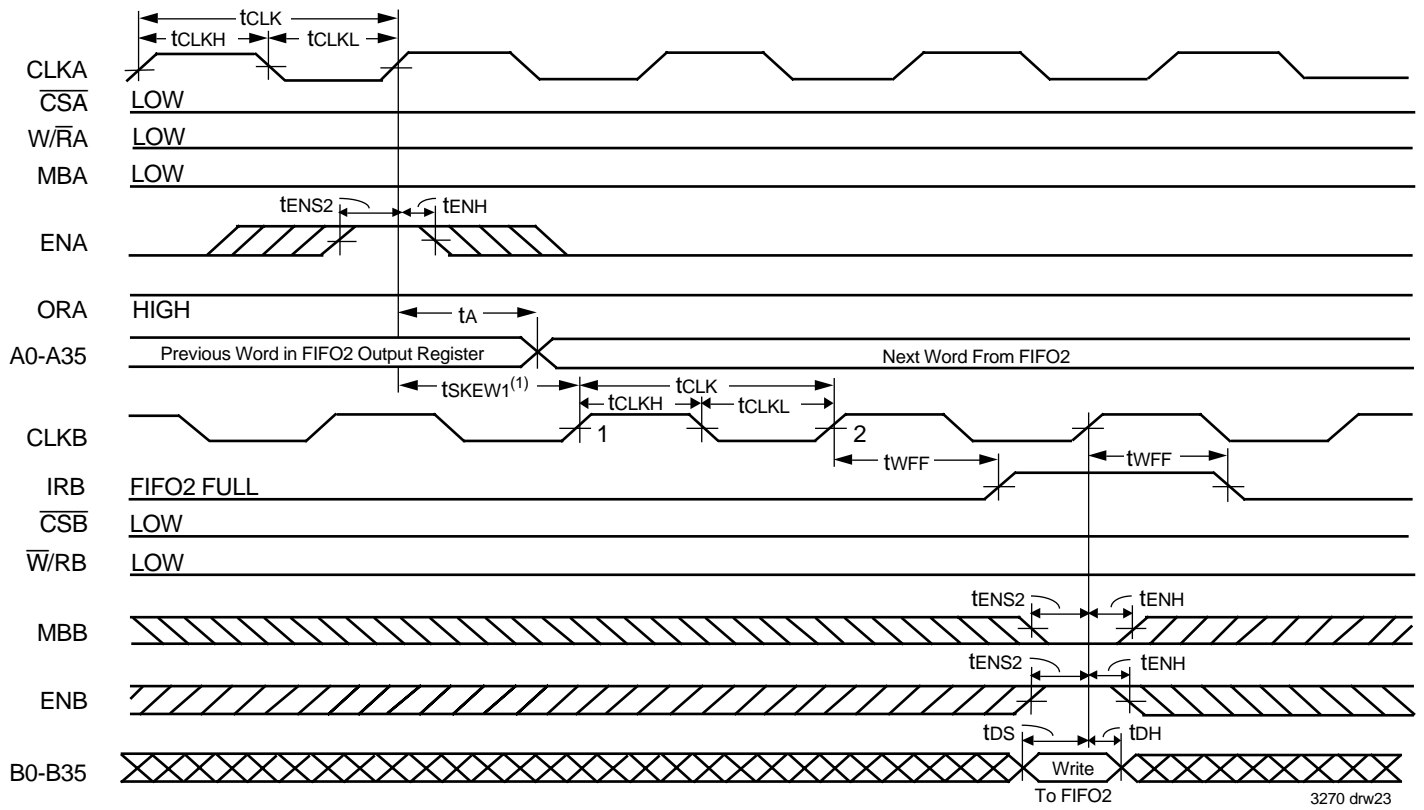 tCLK
tCLKH tCLKL
CLKA
CSA LOW
W/RA LOW
MBA LOW
tENS2 tENH
ENA
ORA HIGH
tA
A0-A35 Previous Word in FIFO2 Output Register Next Word From FIFO2
tSKEW1(1) tCLK
tCLKH tCLKL
CLKB 1 2
tWFF tWFF
IRB FIFO2 FULL
CSB LOW
W/RB LOW
tENS2 tENH
MBB
tENS2 tENH
ENB
tDS tDH
B0-B35 Write
To FIFO2 3270 drw23